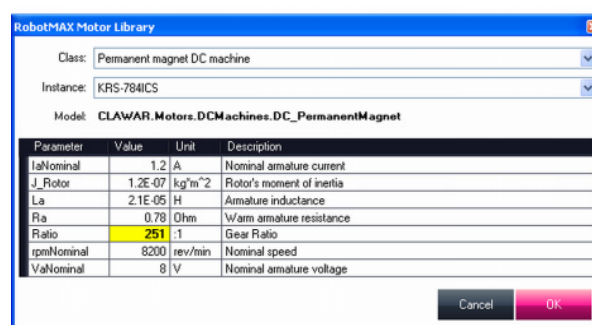 RobotMAX Motor Library
Class: Permanent magnet DC machine
Instance: KRS-784ICS
Model: CLAWAR.Motors.DCMachines.DC_PermanentMagnet
Parameter Value Unit Description
IaNominal 1.2 A Nominal armature current
J_Rotor 1.2E-07 kg*m^2 Rotor's moment of inertia
La 2.1E-05 H Armature inductance
Ra 0.78 Ohm Warm armature resistance
Ratio 251 :1 Gear Ratio
rpmNominal 8200 rev/min Nominal speed
VaNominal 8 V Nominal armature voltage
Cancel OK